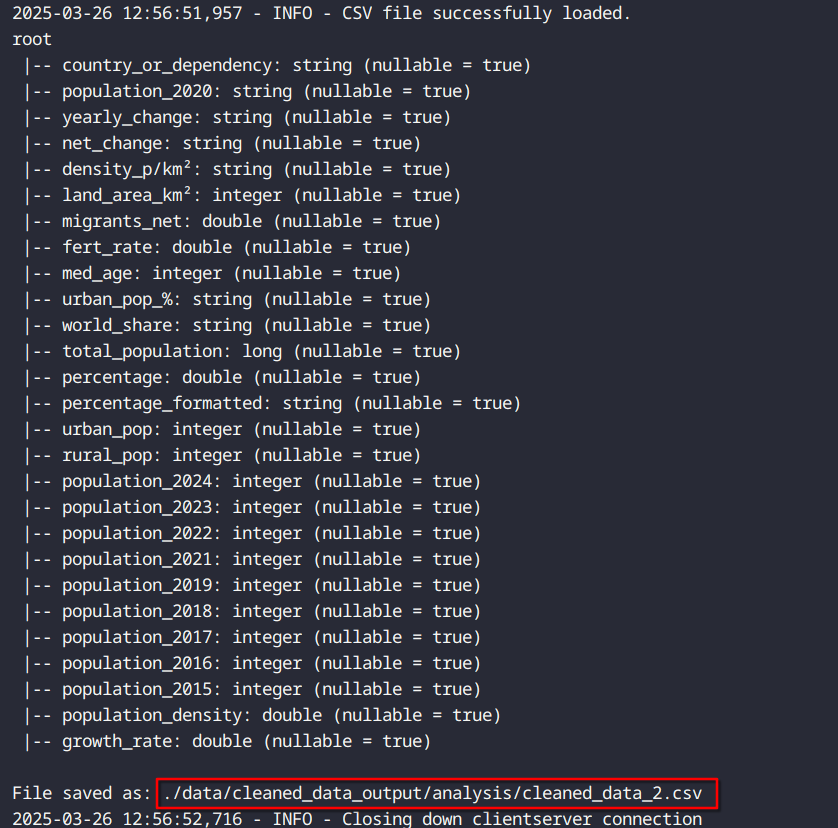 2025-03-26 12:56:51,957 - INFO - CSV file successfully loaded.
root
|-- country_or_dependency: string (nullable = true)
|-- population_2020: string (nullable = true)
|-- yearly_change: string (nullable = true)
|-- net_change: string (nullable = true)
|-- density_p/km²: string (nullable = true)
|-- land_area_km²: integer (nullable = true)
|-- migrants_net: double (nullable = true)
|-- fert_rate: double (nullable = true)
|-- med_age: integer (nullable = true)
|-- urban_pop_%: string (nullable = true)
|-- world_share: string (nullable = true)
|-- total_population: long (nullable = true)
|-- percentage: double (nullable = true)
|-- percentage_formatted: string (nullable = true)
|-- urban_pop: integer (nullable = true)
|-- rural_pop: integer (nullable = true)
|-- population_2024: integer (nullable = true)
|-- population_2023: integer (nullable = true)
|-- population_2022: integer (nullable = true)
|-- population_2021: integer (nullable = true)
|-- population_2019: integer (nullable = true)
|-- population_2018: integer (nullable = true)
|-- population_2017: integer (nullable = true)
|-- population_2016: integer (nullable = true)
|-- population_2015: integer (nullable = true)
|-- population_density: double (nullable = true)
|-- growth_rate: double (nullable = true)
File saved as: ./data/cleaned_data_output/analysis/cleaned_data_2.csv
2025-03-26 12:56:52,716 - INFO - Closing down clientserver connection